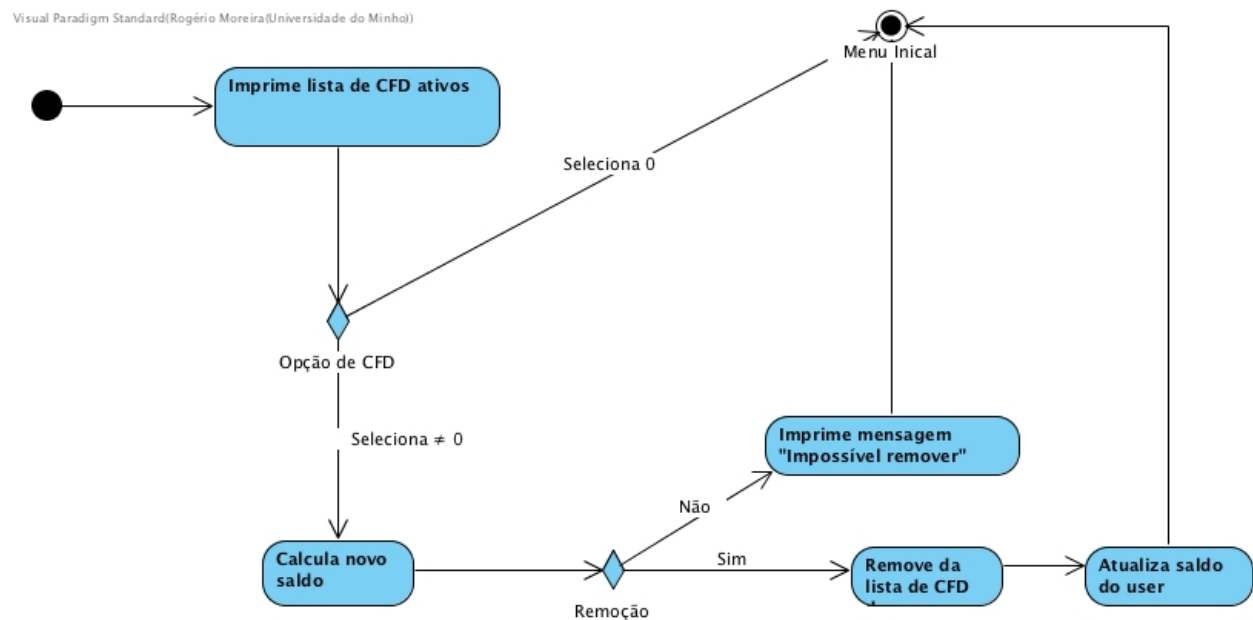 Visual Paradigm Standard(Rogério Moreira(Universidade do Minho))
Menu Inical
Imprime lista de CFD ativos
Seleciona 0
Opção de CFD
Seleciona ≠ 0
Imprime mensagem
"Impossível remover"
Não
Calcula novo
saldo
Sim
Remove da
lista de CFD
Atualiza saldo
do user
Remoção